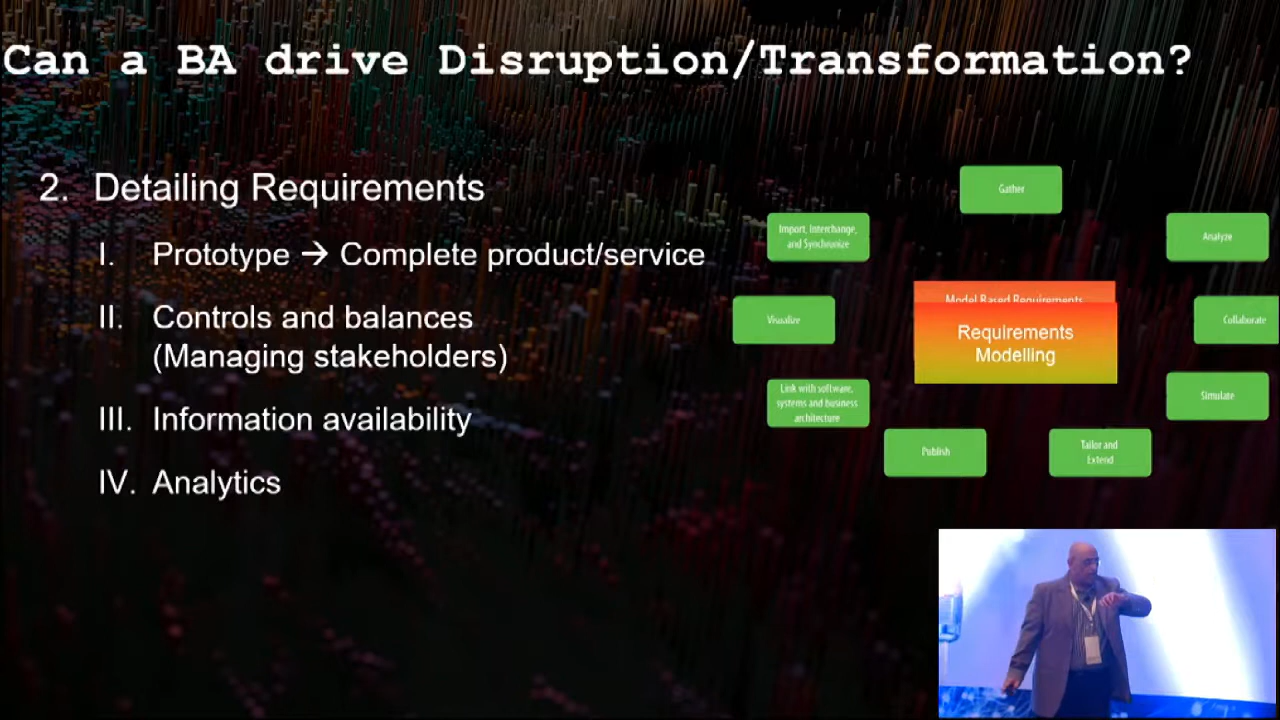 Can a BA drive Disruption/Transformation?
2. Detailing Requirements
I. Prototype → Complete product/service
II. Controls and balances
(Managing stakeholders)
III. Information availability
IV. Analytics
Gather
Import, Interchange,
and Synchronize
Analyze
Model Based Requirements
Requirements
Modelling
Visualize
Collaborate
Link with software,
systems and business
architecture
Simulate
Publish
Tailor and
Extend